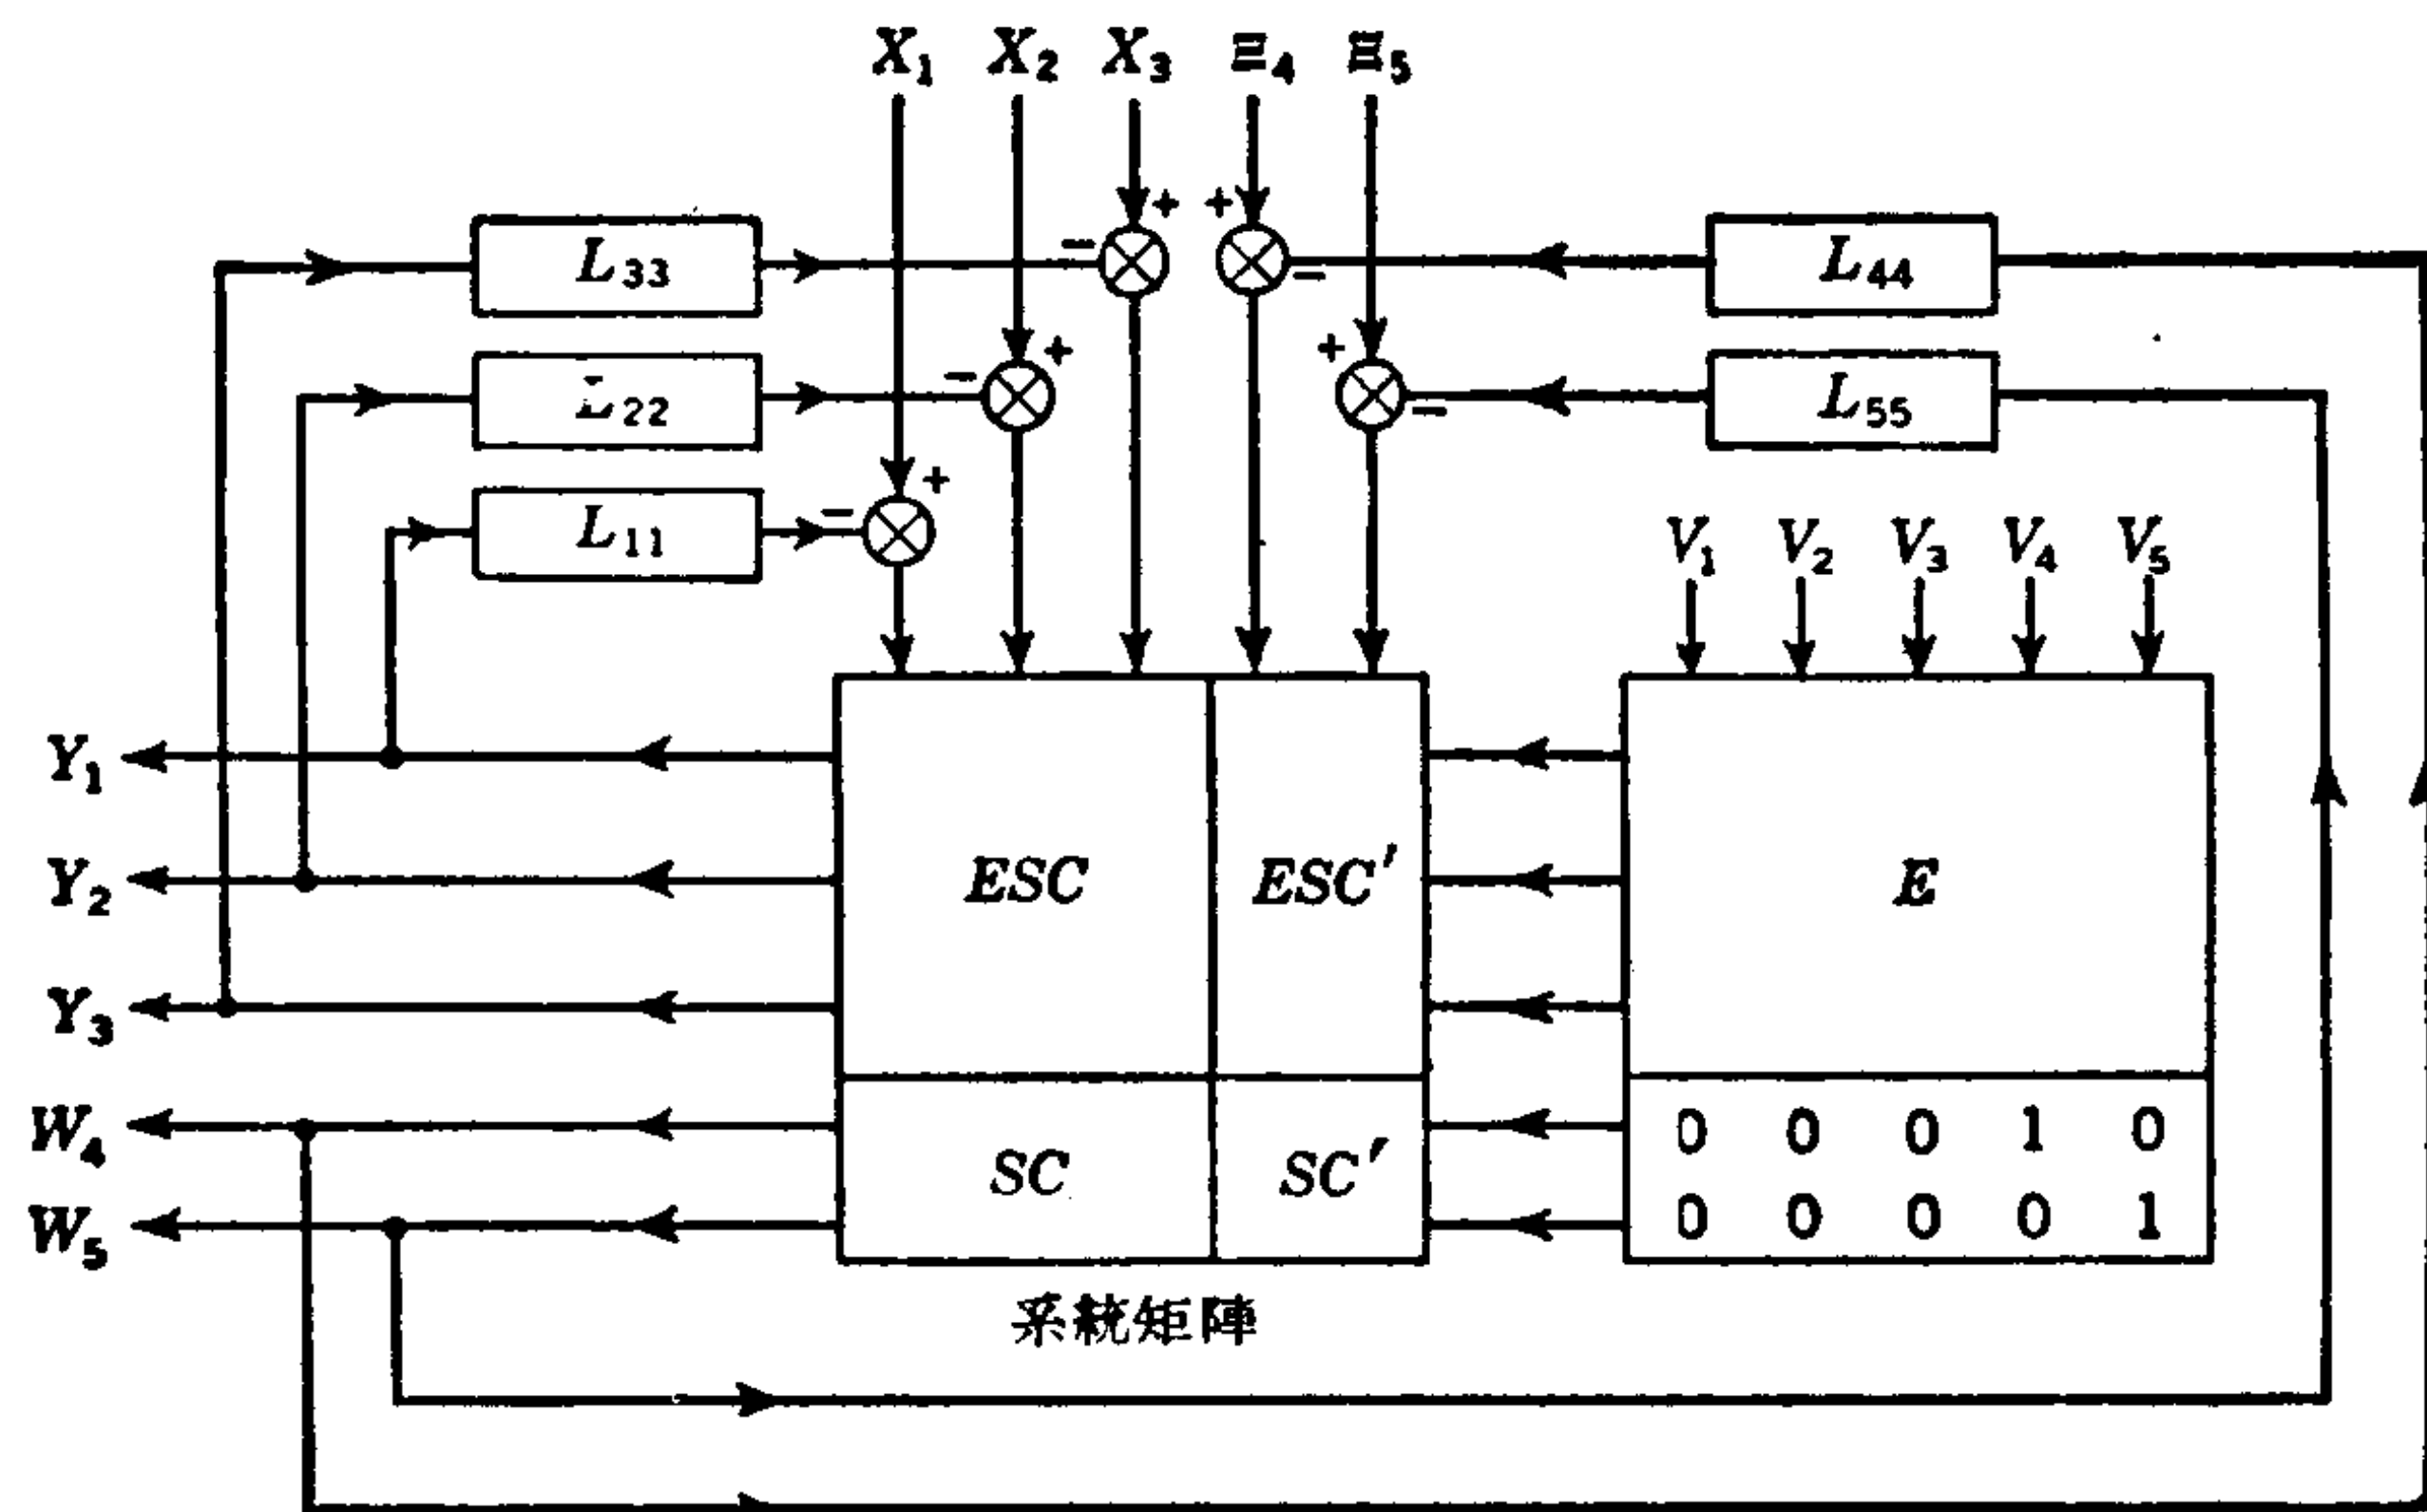 X₁ X₂ X₃ Ξ₄ Ξ₅
+ +
− −
L₃₃ L₄₄
+ +
− −
L₂₂ L₅₅
+
−
L₁₁
V₁ V₂ V₃ V₄ V₅
Y₁
Y₂ ESC ESC′ E
Y₃
W₄ 0 0 0 1 0
SC SC′
W₅ 0 0 0 0 1
系統矩陣